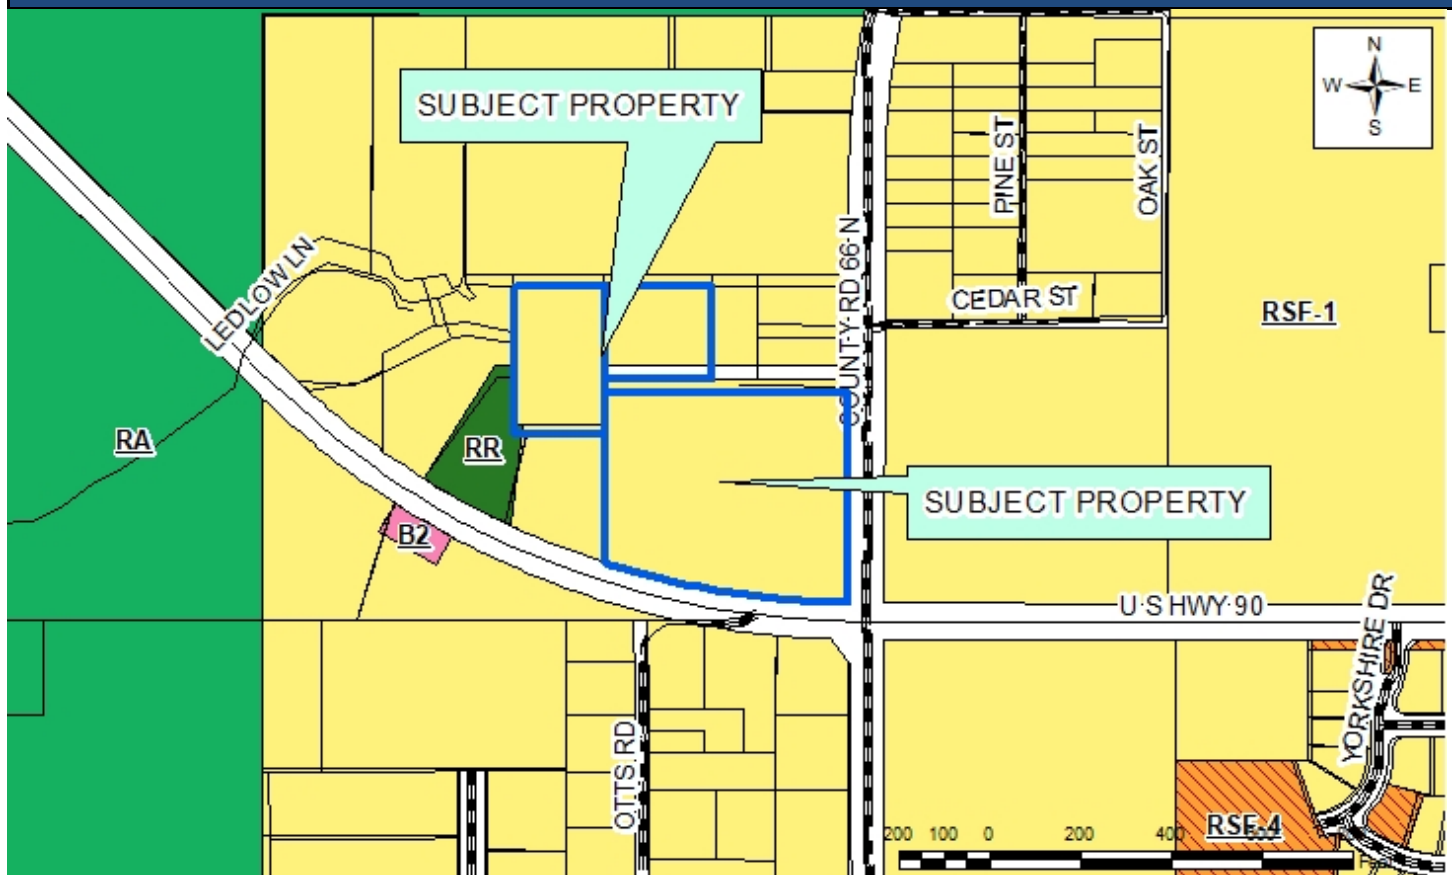 N
W E
S
SUBJECT PROPERTY
PINE ST
OAK ST
COUNTY RD 66 N
LEDLOW LN
CEDAR ST
RSF-1
RA
RR
SUBJECT PROPERTY
B2
U S HWY 90
YORKSHIRE DR
OTTS RD
RSF-4
200 100 0 200 400